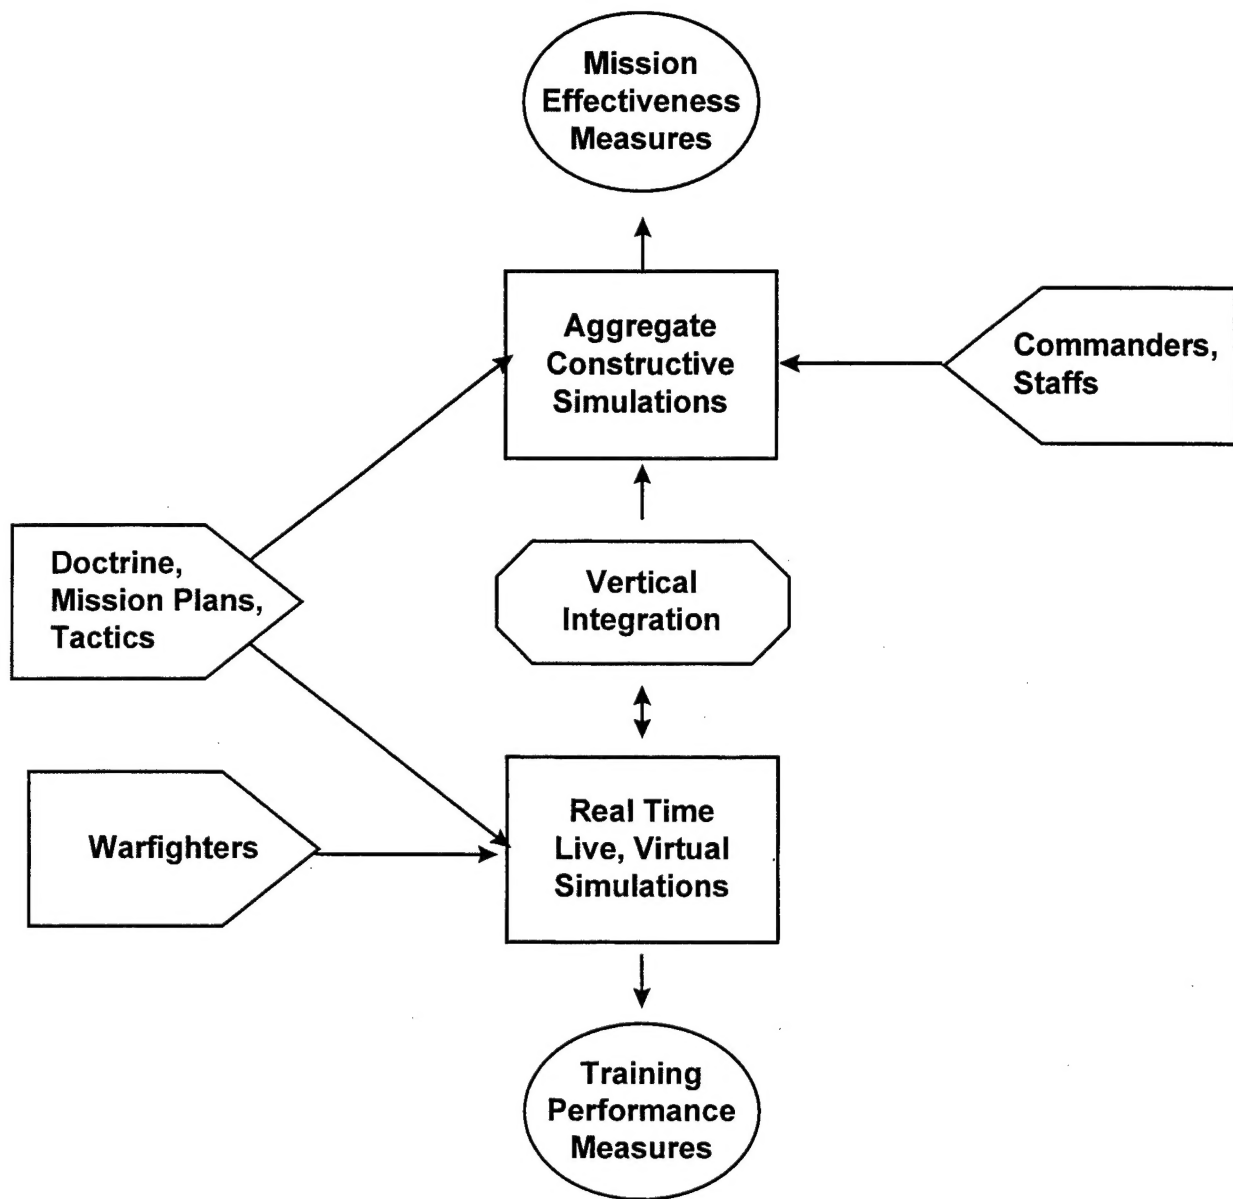 Mission
Effectiveness
Measures
Aggregate
Constructive
Simulations
Commanders,
Staffs
Doctrine,
Mission Plans,
Tactics
Vertical
Integration
Warfighters
Real Time
Live, Virtual
Simulations
Training
Performance
Measures